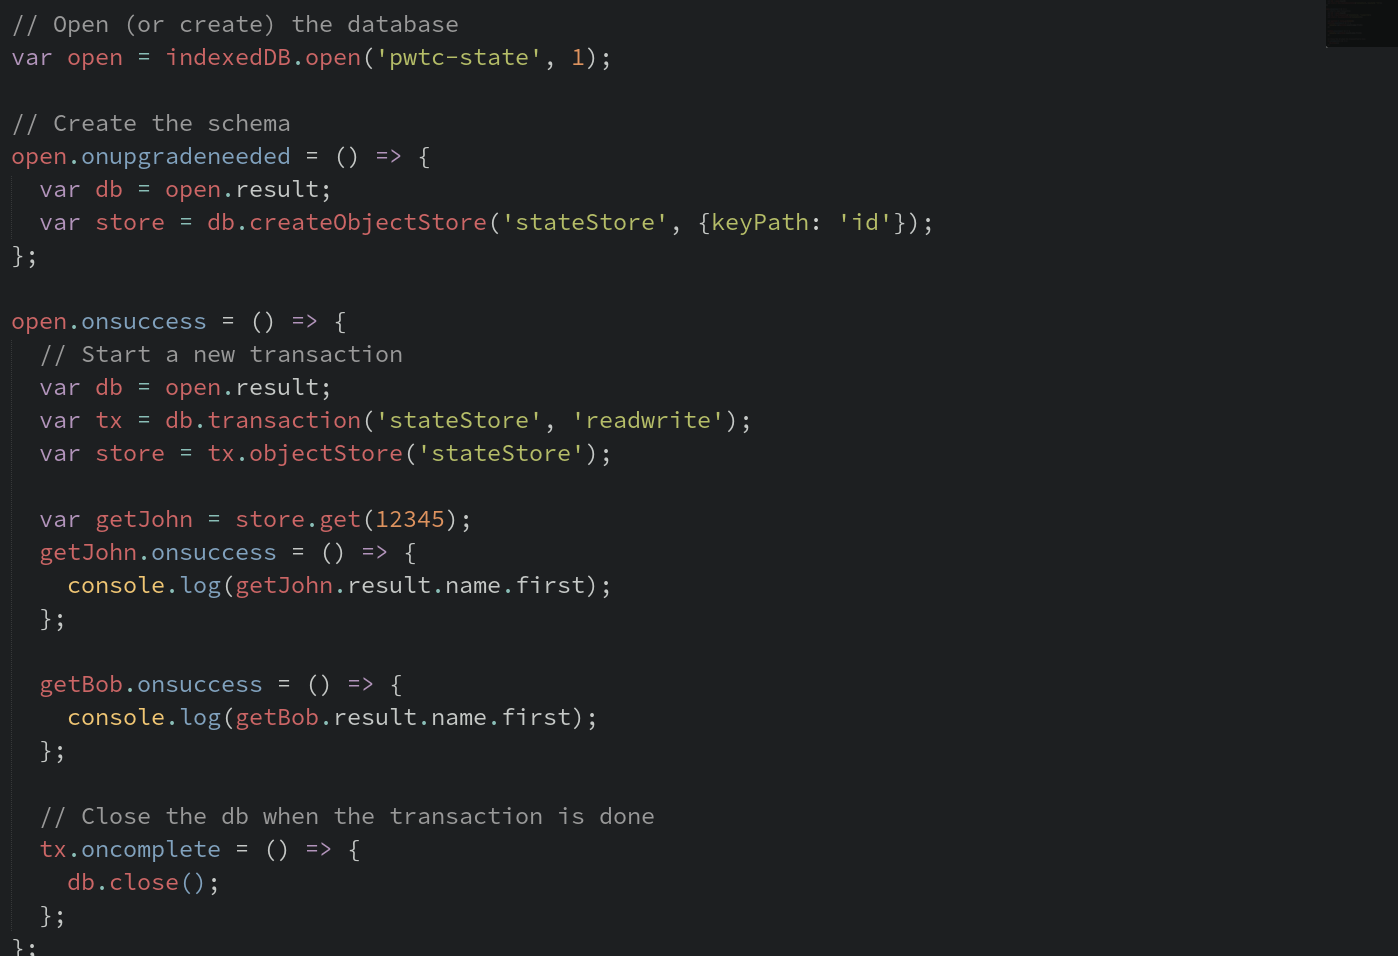 // Open (or create) the database
var open = indexedDB.open('pwtc-state', 1);
// Create the schema
open.onupgradeneeded = () => {
  var db = open.result;
  var store = db.createObjectStore('stateStore', {keyPath: 'id'});
};
open.onsuccess = () => {
  // Start a new transaction
  var db = open.result;
  var tx = db.transaction('stateStore', 'readwrite');
  var store = tx.objectStore('stateStore');
  var getJohn = store.get(12345);
  getJohn.onsuccess = () => {
    console.log(getJohn.result.name.first);
  };
  getBob.onsuccess = () => {
    console.log(getBob.result.name.first);
  };
  // Close the db when the transaction is done
  tx.oncomplete = () => {
    db.close();
  };
};